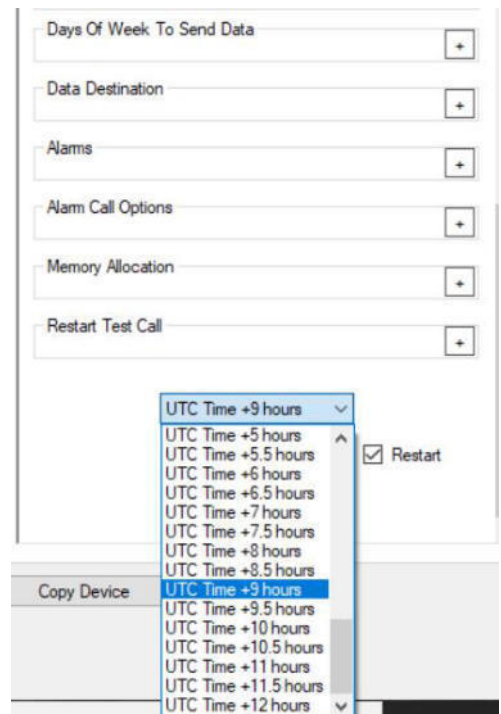 Days Of Week To Send Data
+
Data Destination
+
Alarms
+
Alarm Call Options
+
Memory Allocation
+
Restart Test Call
+
UTC Time +9 hours
UTC Time +5 hours
UTC Time +5.5 hours
Restart
UTC Time +6 hours
UTC Time +6.5 hours
UTC Time +7 hours
UTC Time +7.5 hours
UTC Time +8 hours
UTC Time +8.5 hours
Copy Device
UTC Time +9 hours
UTC Time +9.5 hours
UTC Time +10 hours
UTC Time +10.5 hours
UTC Time +11 hours
UTC Time +11.5 hours
UTC Time +12 hours